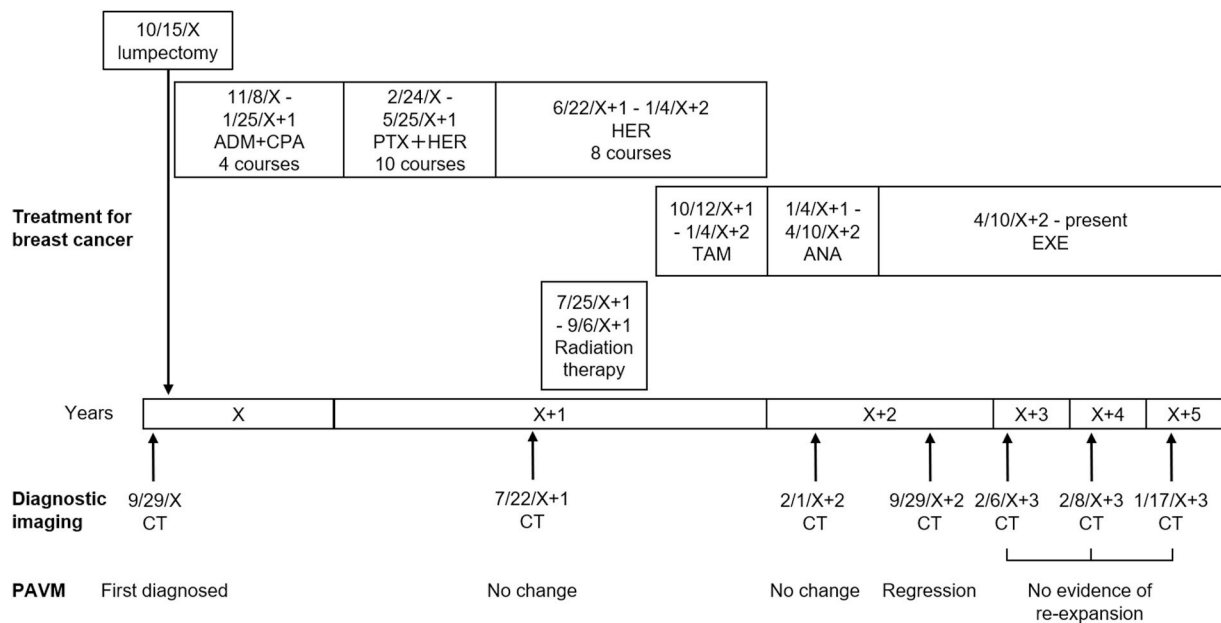 10/15/X
lumpectomy
11/8/X -
1/25/X+1
ADM+CPA
4 courses
2/24/X -
5/25/X+1
PTX+HER
10 courses
6/22/X+1 - 1/4/X+2
HER
8 courses
Treatment for
breast cancer
10/12/X+1
- 1/4/X+2
TAM
1/4/X+1 -
4/10/X+2
ANA
4/10/X+2 - present
EXE
7/25/X+1
- 9/6/X+1
Radiation
therapy
Years
X
X+1
X+2
X+3
X+4
X+5
Diagnostic
imaging
9/29/X
CT
7/22/X+1
CT
2/1/X+2
CT
9/29/X+2
CT
2/6/X+3
CT
2/8/X+3
CT
1/17/X+3
CT
PAVM
First diagnosed
No change
No change
Regression
No evidence of
re-expansion